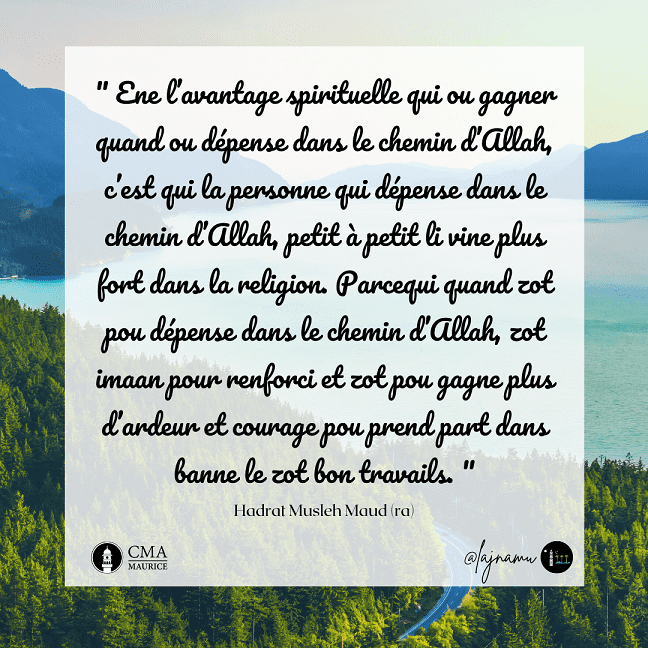 " Ene l'avantage spirituelle qui ou gagner
quand ou dépense dans le chemin d'Allah,
c'est qui la personne qui dépense dans le
chemin d'Allah, petit à petit li vine plus
fort dans la religion. Parcequi quand zot
pou dépense dans le chemin d'Allah, zot
imaan pour renforci et zot pou gagne plus
d'ardeur et courage pou prend part dans
banne le zot bon travails. "
Hadrat Musleh Maud (ra)
CMA
MAURICE
@lajnamu